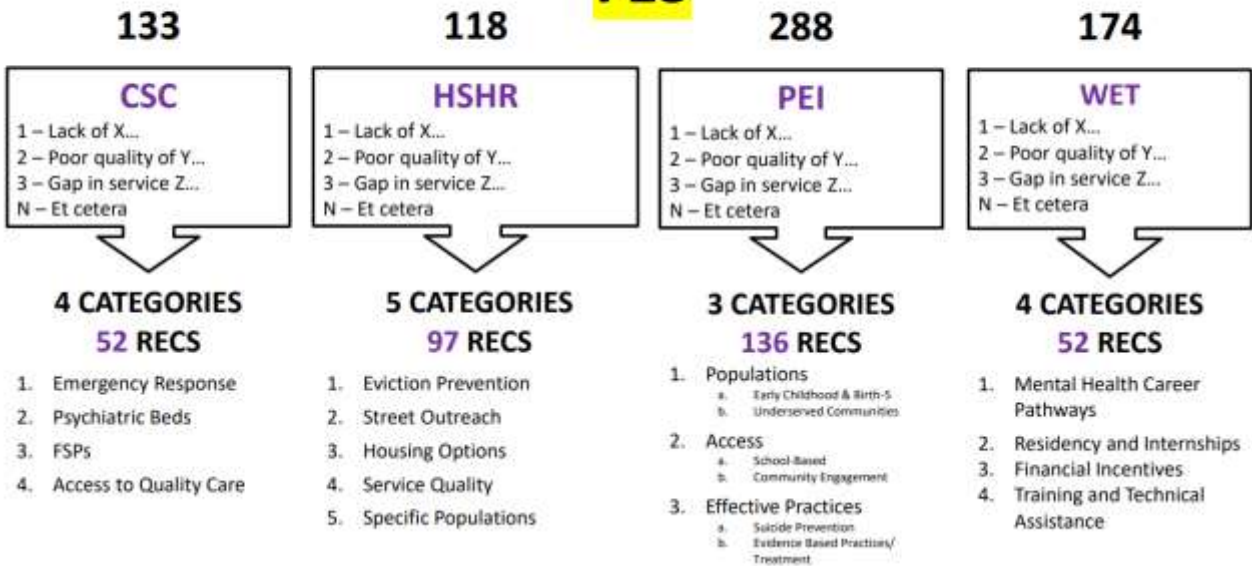 133
CSC
1 – Lack of X...
2 – Poor quality of Y...
3 – Gap in service Z...
N – Et cetera
4 CATEGORIES
52 RECS
1. Emergency Response
2. Psychiatric Beds
3. FSPs
4. Access to Quality Care
118
HSHR
1 – Lack of X...
2 – Poor quality of Y...
3 – Gap in service Z...
N – Et cetera
5 CATEGORIES
97 RECS
1. Eviction Prevention
2. Street Outreach
3. Housing Options
4. Service Quality
5. Specific Populations
288
PEI
1 – Lack of X...
2 – Poor quality of Y...
3 – Gap in service Z...
N – Et cetera
3 CATEGORIES
136 RECS
1. Populations
a. Early Childhood & Birth-5
b. Underserved Communities
2. Access
a. School-Based
b. Community Engagement
3. Effective Practices
a. Suicide Prevention
b. Evidence Based Practices/
Treatment
174
WET
1 – Lack of X...
2 – Poor quality of Y...
3 – Gap in service Z...
N – Et cetera
4 CATEGORIES
52 RECS
1. Mental Health Career
Pathways
2. Residency and Internships
3. Financial Incentives
4. Training and Technical
Assistance